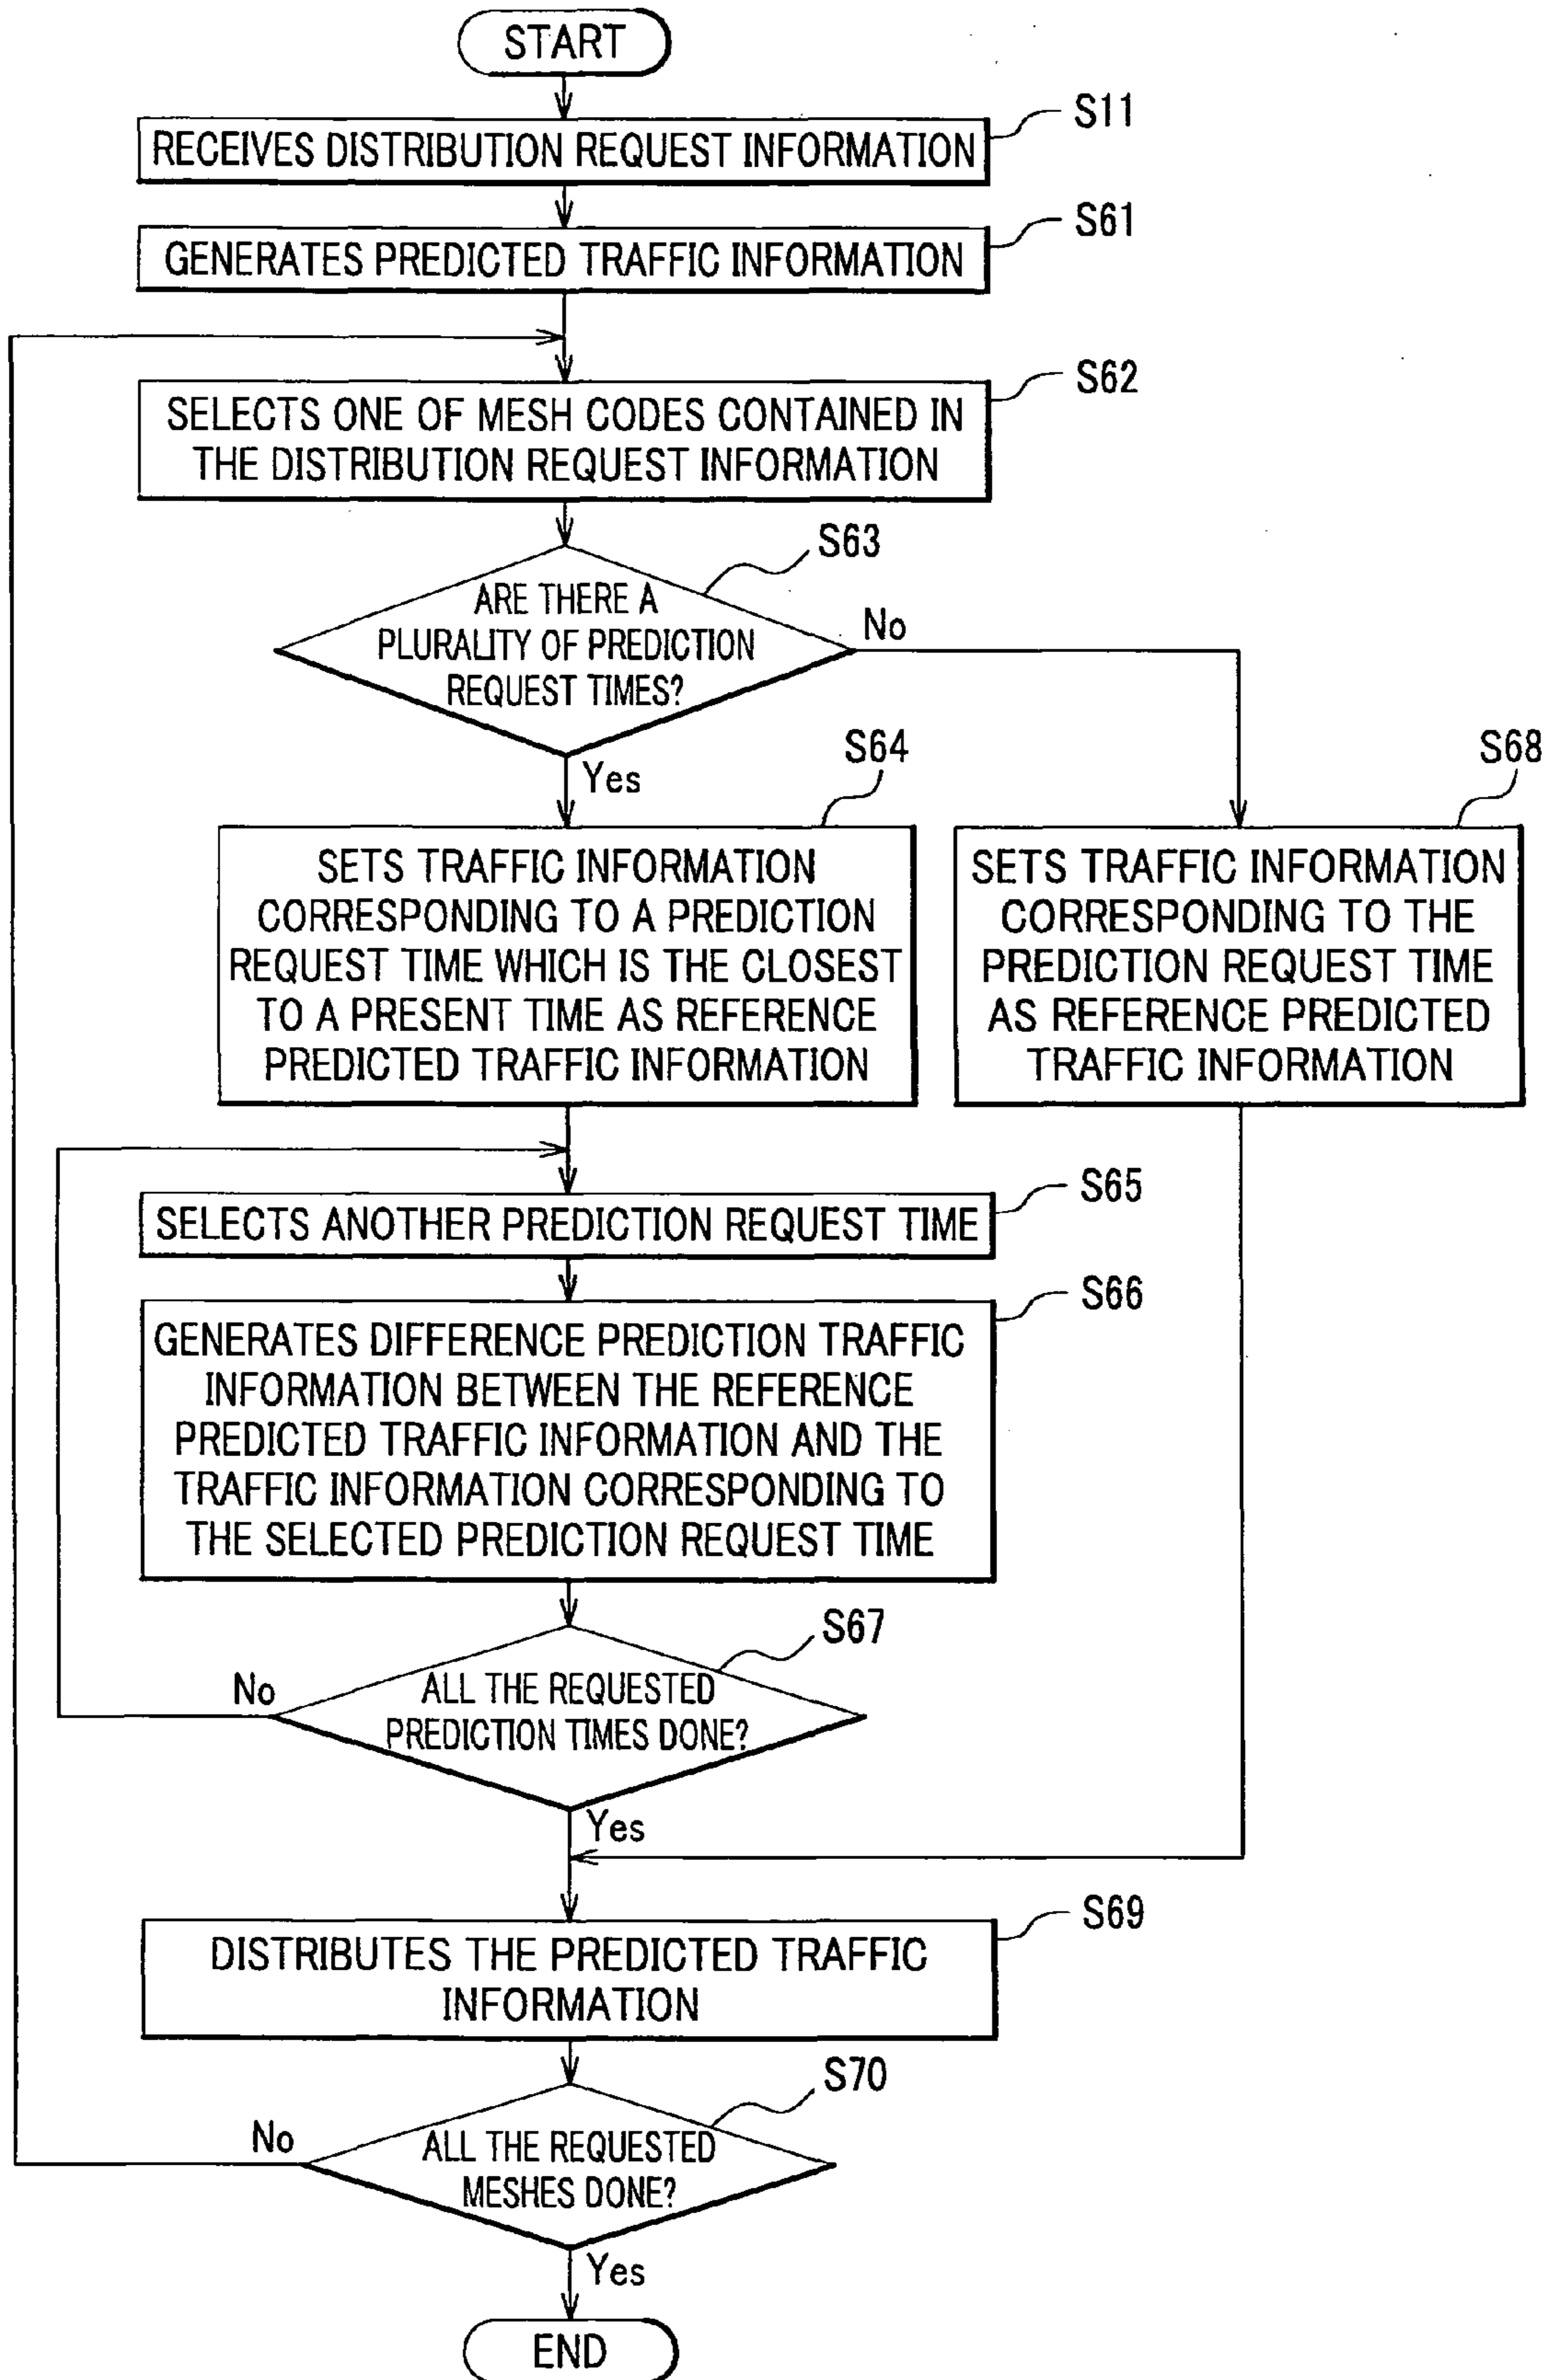 START
S11
RECEIVES DISTRIBUTION REQUEST INFORMATION
S61
GENERATES PREDICTED TRAFFIC INFORMATION
S62
SELECTS ONE OF MESH CODES CONTAINED IN
THE DISTRIBUTION REQUEST INFORMATION
S63
ARE THERE A
PLURALITY OF PREDICTION
REQUEST TIMES?
No
Yes
S64
SETS TRAFFIC INFORMATION
CORRESPONDING TO A PREDICTION
REQUEST TIME WHICH IS THE CLOSEST
TO A PRESENT TIME AS REFERENCE
PREDICTED TRAFFIC INFORMATION
S68
SETS TRAFFIC INFORMATION
CORRESPONDING TO THE
PREDICTION REQUEST TIME
AS REFERENCE PREDICTED
TRAFFIC INFORMATION
S65
SELECTS ANOTHER PREDICTION REQUEST TIME
S66
GENERATES DIFFERENCE PREDICTION TRAFFIC
INFORMATION BETWEEN THE REFERENCE
PREDICTED TRAFFIC INFORMATION AND THE
TRAFFIC INFORMATION CORRESPONDING TO
THE SELECTED PREDICTION REQUEST TIME
S67
No
ALL THE REQUESTED
PREDICTION TIMES DONE?
Yes
S69
DISTRIBUTES THE PREDICTED TRAFFIC
INFORMATION
S70
No
ALL THE REQUESTED
MESHES DONE?
Yes
END